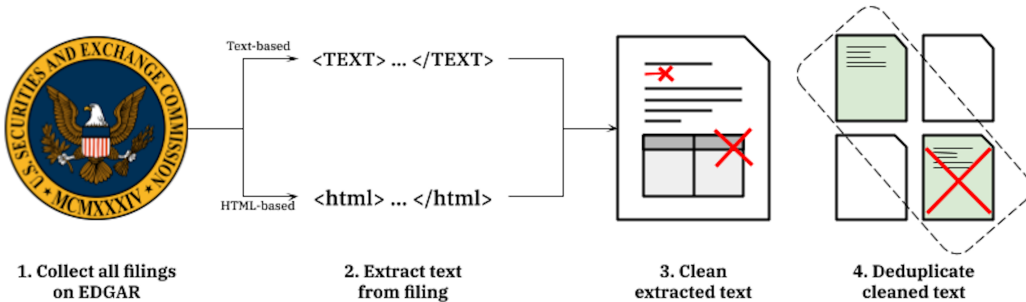 U.S. SECURITIES AND EXCHANGE COMMISSION
MCMXXXIV
Text-based
<TEXT> ... </TEXT>
HTML-based
<html> ... </html>
1. Collect all filings
on EDGAR
2. Extract text
from filing
3. Clean
extracted text
4. Deduplicate
cleaned text